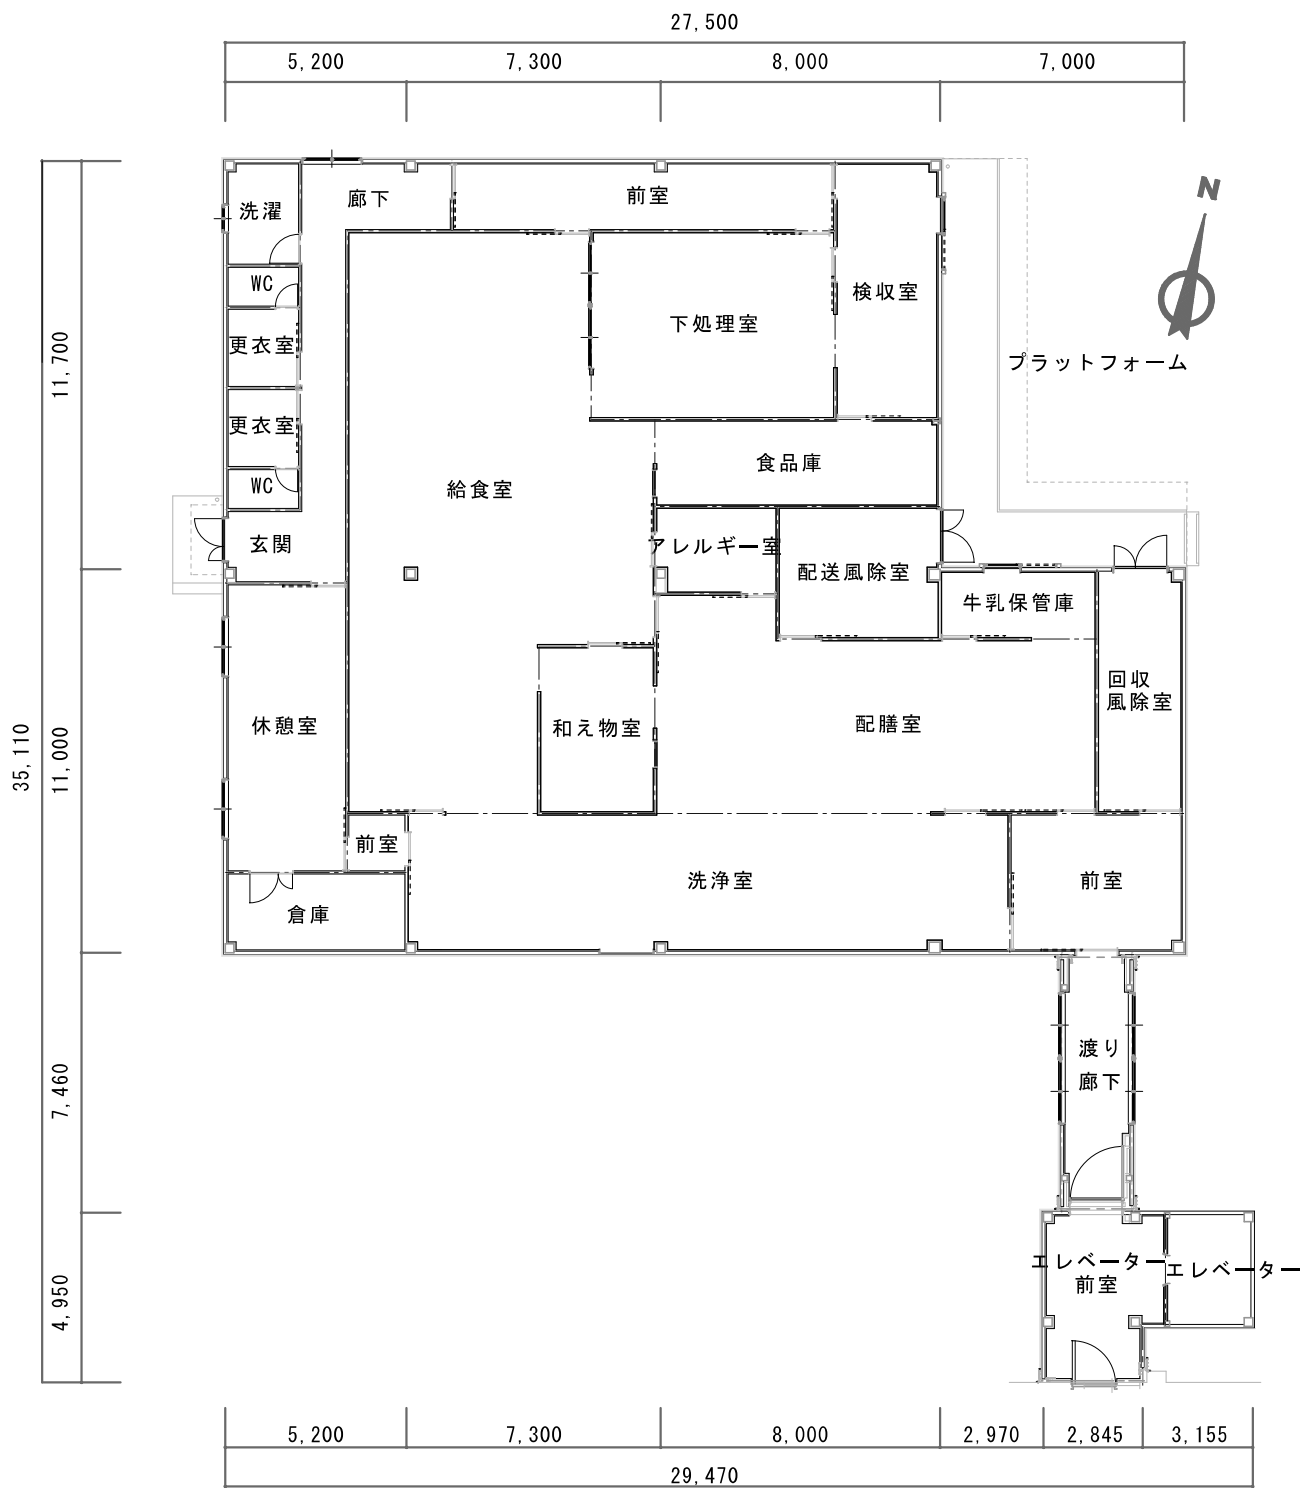 27,500
5,200
7,300
8,000
7,000
N
洗濯
廊下
前室
検収室
WC
更衣室
下処理室
プラットフォーム
11,700
更衣室
WC
給食室
食品庫
玄関
アレルギー室
配送風除室
牛乳保管庫
休憩室
和え物室
配膳室
回収
風除室
35,110
11,000
前室
洗浄室
前室
倉庫
渡り
廊下
7,460
エレベーター
前室
エレベーター
4,950
5,200
7,300
8,000
2,970
2,845
3,155
29,470